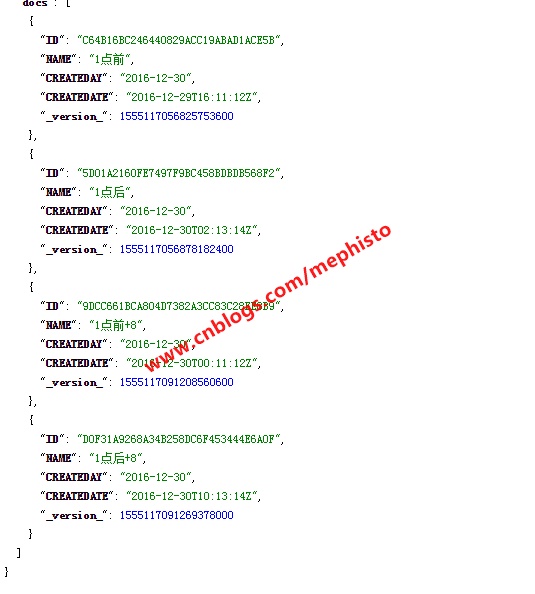 "docs": [
{
"ID": "C64B16BC246440829ACC19ABAD1ACE5B",
"NAME": "1点前",
"CREATEDAY": "2016-12-30",
"CREATEDATE": "2016-12-29T16:11:12Z",
"_version_": 1555117056825753600
},
{
"ID": "5D01A2160FE7497F9BC458BDBDB568F2",
"NAME": "1点后",
"CREATEDAY": "2016-12-30",
"CREATEDATE": "2016-12-30T02:13:14Z",
"_version_": 1555117056878182400
},
{
"ID":
"NAME": "1点前+8",
"CREATEDAY": "2016-12-30",
"CREATEDATE": "2016-12-30T00:11:12Z",
"_version_": 1555117091208560600
},
{
"ID": "D0F31A9268A34B258DC6F453444E6A0F",
"NAME": "1点后+8",
"CREATEDAY": "2016-12-30",
"CREATEDATE": "2016-12-30T10:13:14Z",
"_version_": 1555117091269378000
}
]
}
www.cnblogs.com/mephisto